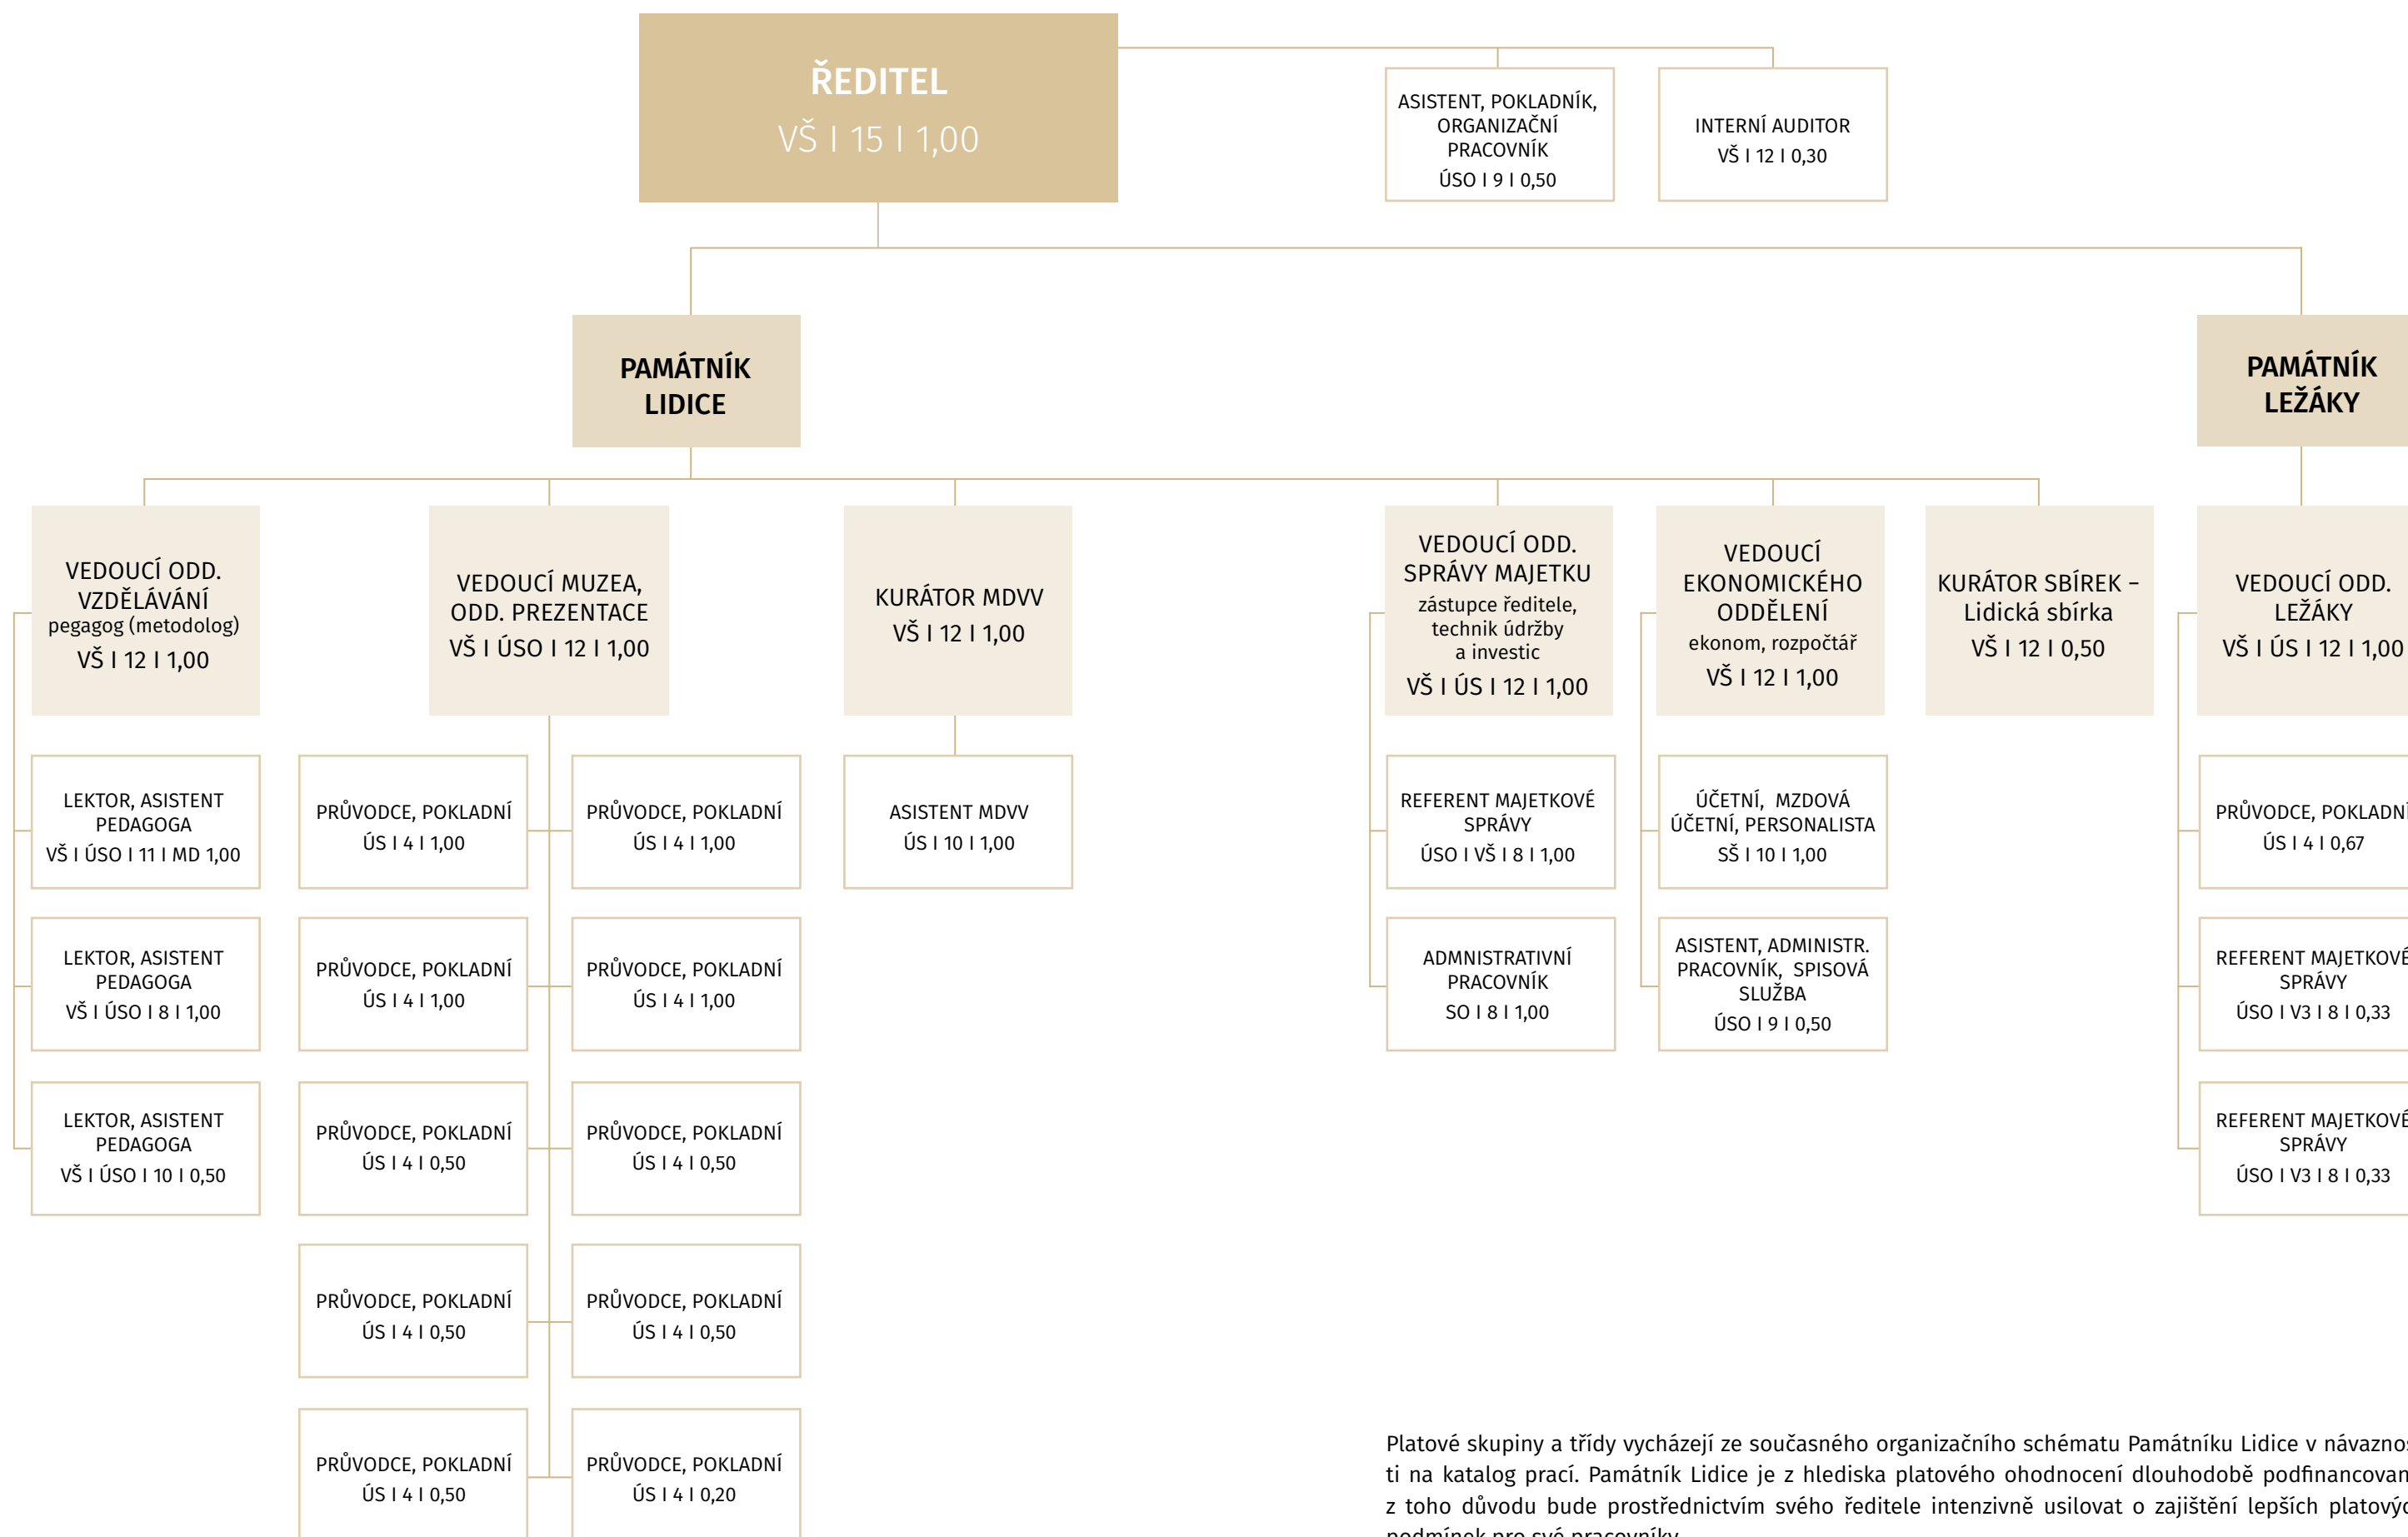 ŘEDITEL
VŠ I 15 I 1,00
ASISTENT, POKLADNÍK,
ORGANIZAČNÍ
PRACOVNÍK
ÚSO I 9 I 0,50
INTERNÍ AUDITOR
VŠ I 12 I 0,30
PAMÁTNÍK
LIDICE
PAMÁTNÍK
LEŽÁKY
VEDOUCÍ ODD.
VZDĚLÁVÁNÍ
pegagog (metodolog)
VŠ I 12 I 1,00
VEDOUCÍ MUZEA,
ODD. PREZENTACE
VŠ I ÚSO I 12 I 1,00
KURÁTOR MDVV
VŠ I 12 I 1,00
VEDOUCÍ ODD.
SPRÁVY MAJETKU
zástupce ředitele,
technik údržby
a investic
VŠ I ÚS I 12 I 1,00
VEDOUCÍ
EKONOMICKÉHO
ODDĚLENÍ
ekonom, rozpočtář
VŠ I 12 I 1,00
KURÁTOR SBÍREK –
Lidická sbírka
VŠ I 12 I 0,50
VEDOUCÍ ODD.
LEŽÁKY
VŠ I ÚS I 12 I 1,00
LEKTOR, ASISTENT
PEDAGOGA
VŠ I ÚSO I 11 I MD 1,00
PRŮVODCE, POKLADNÍ
ÚS I 4 I 1,00
PRŮVODCE, POKLADNÍ
ÚS I 4 I 1,00
ASISTENT MDVV
ÚS I 10 I 1,00
REFERENT MAJETKOVÉ
SPRÁVY
ÚSO I VŠ I 8 I 1,00
ÚČETNÍ, MZDOVÁ
ÚČETNÍ, PERSONALISTA
SŠ I 10 I 1,00
PRŮVODCE, POKLADNÍ
ÚS I 4 I 0,67
LEKTOR, ASISTENT
PEDAGOGA
VŠ I ÚSO I 8 I 1,00
PRŮVODCE, POKLADNÍ
ÚS I 4 I 1,00
PRŮVODCE, POKLADNÍ
ÚS I 4 I 1,00
ADMNISTRATIVNÍ
PRACOVNÍK
SO I 8 I 1,00
ASISTENT, ADMINISTR.
PRACOVNÍK, SPISOVÁ
SLUŽBA
ÚSO I 9 I 0,50
REFERENT MAJETKOVÉ
SPRÁVY
ÚSO I V3 I 8 I 0,33
LEKTOR, ASISTENT
PEDAGOGA
VŠ I ÚSO I 10 I 0,50
PRŮVODCE, POKLADNÍ
ÚS I 4 I 0,50
PRŮVODCE, POKLADNÍ
ÚS I 4 I 0,50
REFERENT MAJETKOVÉ
SPRÁVY
ÚSO I V3 I 8 I 0,33
PRŮVODCE, POKLADNÍ
ÚS I 4 I 0,50
PRŮVODCE, POKLADNÍ
ÚS I 4 I 0,50
PRŮVODCE, POKLADNÍ
ÚS I 4 I 0,50
PRŮVODCE, POKLADNÍ
ÚS I 4 I 0,20
Platové skupiny a třídy vycházejí ze současného organizačního schématu Památníku Lidice v návaznos
ti na katalog prací. Památník Lidice je z hlediska platového ohodnocení dlouhodobě podfinancován
z toho důvodu bude prostřednictvím svého ředitele intenzivně usilovat o zajištění lepších platovýc
podmínek pro své pracovníky.